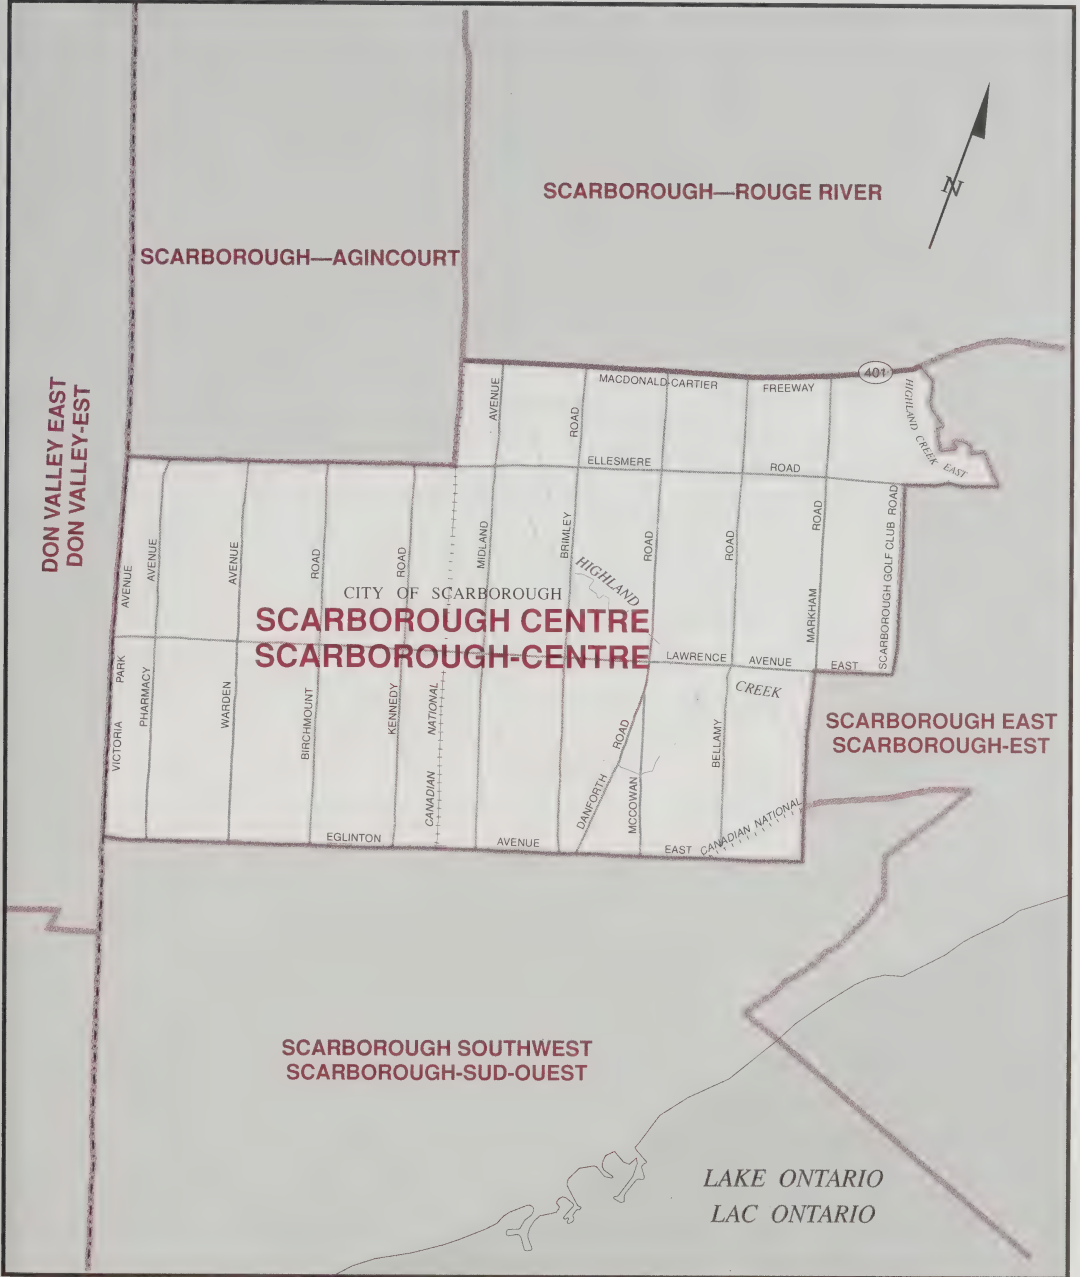 SCARBOROUGH—ROUGE RIVER
N
SCARBOROUGH—AGINCOURT
DON VALLEY EAST
DON VALLEY-EST
401
MACDONALD-CARTIER FREEWAY
HIGHLAND CREEK EAST
AVENUE
ROAD
ELLESMERE ROAD
AVENUE
AVENUE
AVENUE
ROAD
ROAD
MIDLAND
BRIMLEY
ROAD
ROAD
ROAD
SCARBOROUGH GOLF CLUB ROAD
HIGHLAND
CITY OF SCARBOROUGH
SCARBOROUGH CENTRE
SCARBOROUGH-CENTRE
MARKHAM
LAWRENCE AVENUE EAST
CREEK
VICTORIA PARK
PHARMACY
WARDEN
BIRCHMOUNT
KENNEDY
CANADIAN NATIONAL
DANFORTH ROAD
MCCOWAN
BELLAMY
CANADIAN NATIONAL
EGLINTON AVENUE EAST
SCARBOROUGH EAST
SCARBOROUGH-EST
SCARBOROUGH SOUTHWEST
SCARBOROUGH-SUD-OUEST
LAKE ONTARIO
LAC ONTARIO